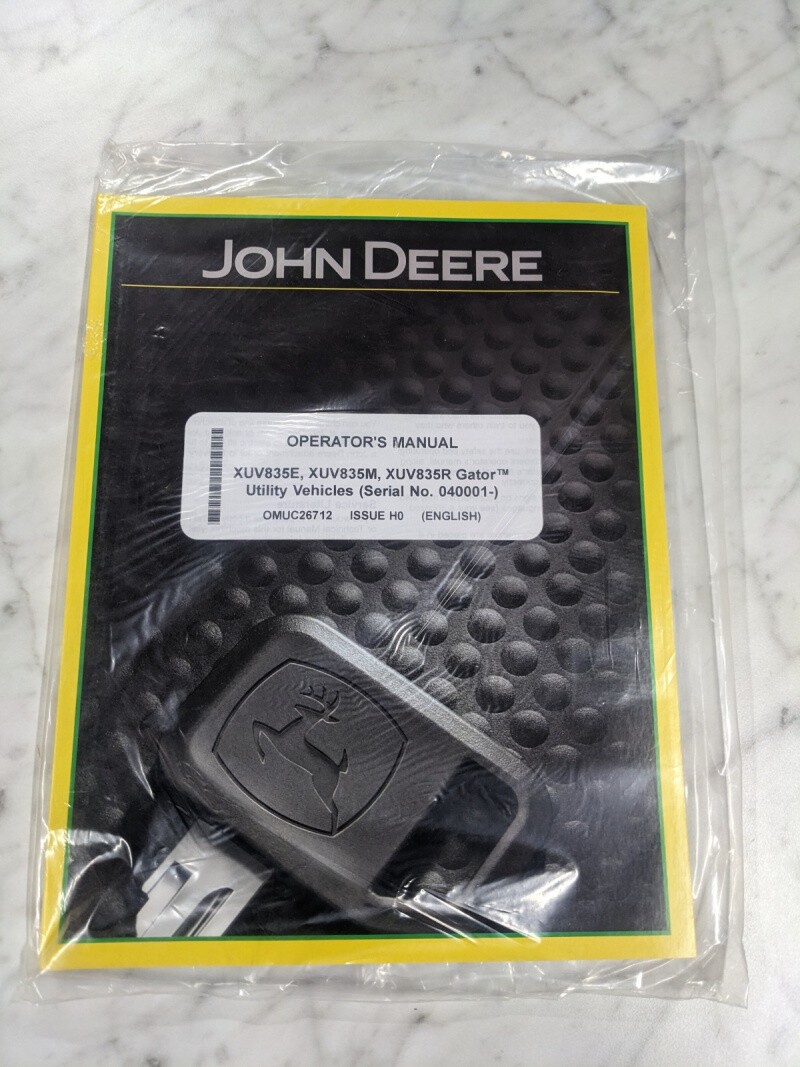 JOHN DEERE
OPERATOR'S MANUAL
XUV835E, XUV835M, XUV835R Gator™
Utility Vehicles (Serial No. 040001-)
OMUC26712 ISSUE H0 (ENGLISH)